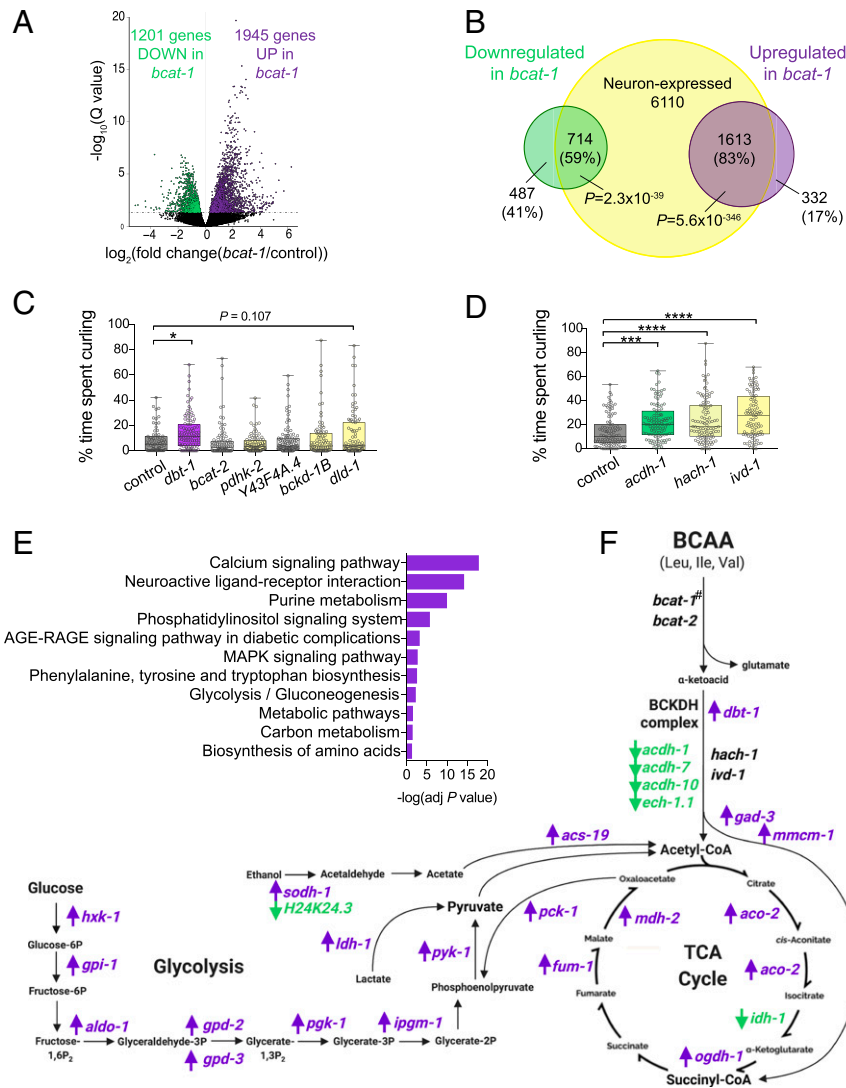 A
1201 genes
DOWN in
bcat-1
1945 genes
UP in
bcat-1
20
15
10
5
0
-log10(Q value)
−4 −2 0 2 4 6
log2(fold change(bcat-1/control))
B
Downregulated
in bcat-1
Upregulated
in bcat-1
Neuron-expressed
6110
714
(59%)
1613
(83%)
487
(41%)
332
(17%)
P=2.3x10-39
P=5.6x10-346
C
% time spent curling
100
80
60
40
20
0
P = 0.107
*
control
dbt-1
bcat-2
pdhk-2
Y43F4A.4
bckd-1B
dld-1
D
% time spent curling
100
80
60
40
20
0
****
****
***
control
acdh-1
hach-1
ivd-1
E
Calcium signaling pathway
Neuroactive ligand-receptor interaction
Purine metabolism
Phosphatidylinositol signaling system
AGE-RAGE signaling pathway in diabetic complications
MAPK signaling pathway
Phenylalanine, tyrosine and tryptophan biosynthesis
Glycolysis / Gluconeogenesis
Metabolic pathways
Carbon metabolism
Biosynthesis of amino acids
0 5 10 15 20
-log(adj P value)
F
BCAA
(Leu, Ile, Val)
bcat-1#
bcat-2
glutamate
α-ketoacid
BCKDH
complex
dbt-1
acdh-1
acdh-7
acdh-10
ech-1.1
hach-1
ivd-1
gad-3
mmcm-1
acs-19
Acetyl-CoA
Ethanol
Acetaldehyde
Acetate
sodh-1
H24K24.3
Oxaloacetate
Citrate
Glucose
hxk-1
Glucose-6P
gpi-1
Fructose-6P
aldo-1
Fructose-
1,6P2
Glycolysis
Glyceraldehyde-3P
gpd-2
gpd-3
Glycerate-
1,3P2
pgk-1
Glycerate-3P
ipgm-1
Glycerate-2P
Pyruvate
ldh-1
Lactate
pyk-1
Phosphoenolpyruvate
pck-1
mdh-2
aco-2
Malate
cis-Aconitate
TCA
Cycle
fum-1
aco-2
Fumarate
Isocitrate
idh-1
Succinate
α-Ketoglutarate
ogdh-1
Succinyl-CoA